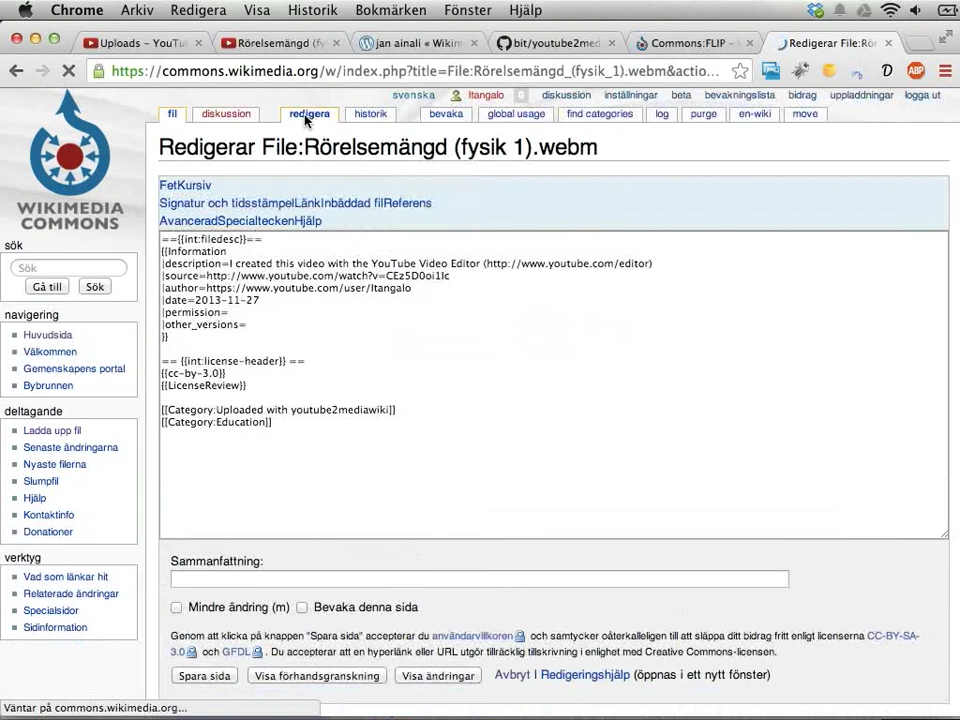 Chrome Arkiv Redigera Visa Historik Bokmärken Fönster Hjälp
Uploads – YouTu Rörelsemängd (fy jan ainali « Wikim bit/youtube2med Commons:FLIP – Redigerar File:Rör
https://commons.wikimedia.org/w/index.php?title=File:Rörelsemängd_(fysik_1).webm&actio...
svenska Itangalo 0 diskussion inställningar beta bevakningslista bidrag uppladdningar logga ut
fil diskussion redigera historik bevaka global usage find categories log purge en-wiki move
Redigerar File:Rörelsemängd (fysik 1).webm
WIKIMEDIA
COMMONS
sök
Sök
Gå till Sök
navigering
Huvudsida
Välkommen
Gemenskapens portal
Bybrunnen
deltagande
Ladda upp fil
Senaste ändringarna
Nyaste filerna
Slumpfil
Hjälp
Kontaktinfo
Donationer
verktyg
Vad som länkar hit
Relaterade ändringar
Specialsidor
Sidinformation
FetKursiv
Signatur och tidsstämpelLänkInbäddad filReferens
AvanceradSpecialteckenHjälp
=={{int:filedesc}}==
{{Information
|description=I created this video with the YouTube Video Editor (http://www.youtube.com/editor)
|source=http://www.youtube.com/watch?v=CEz5D0oi1lc
|author=https://www.youtube.com/user/Itangalo
|date=2013-11-27
|permission=
|other_versions=
}}
== {{int:license-header}} ==
{{cc-by-3.0}}
{{LicenseReview}}
[[Category:Uploaded with youtube2mediawiki]]
[[Category:Education]]
Sammanfattning:
Mindre ändring (m) Bevaka denna sida
Genom att klicka på knappen "Spara sida" accepterar du användarvillkoren och samtycker oåterkalleligen till att släppa ditt bidrag fritt enligt licenserna CC-BY-SA-
3.0 och GFDL. Du accepterar att en hyperlänk eller URL utgör tillräcklig tillskrivning i enlighet med Creative Commons-licensen.
Spara sida Visa förhandsgranskning Visa ändringar Avbryt | Redigeringshjälp (öppnas i ett nytt fönster)
Väntar på commons.wikimedia.org...